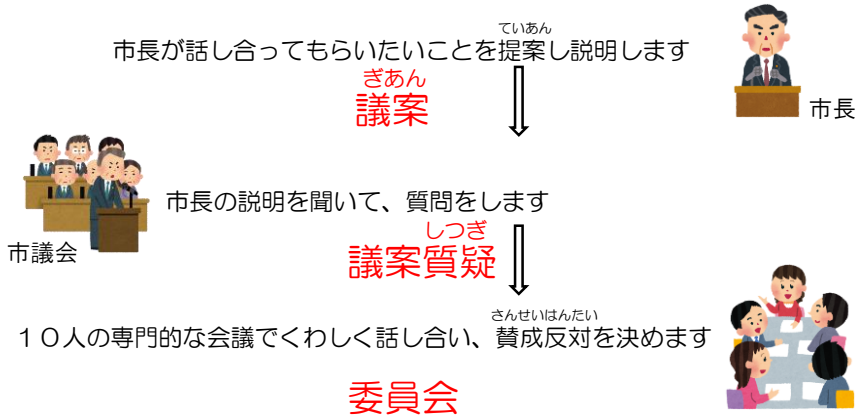 ていあん
市長が話し合ってもらいたいことを提案し説明します
ぎあん
議案
市長
市長の説明を聞いて、質問をします
市議会
しつぎ
議案質疑
さんせいはんたい
１０人の専門的な会議でくわしく話し合い、賛成反対を決めます
委員会